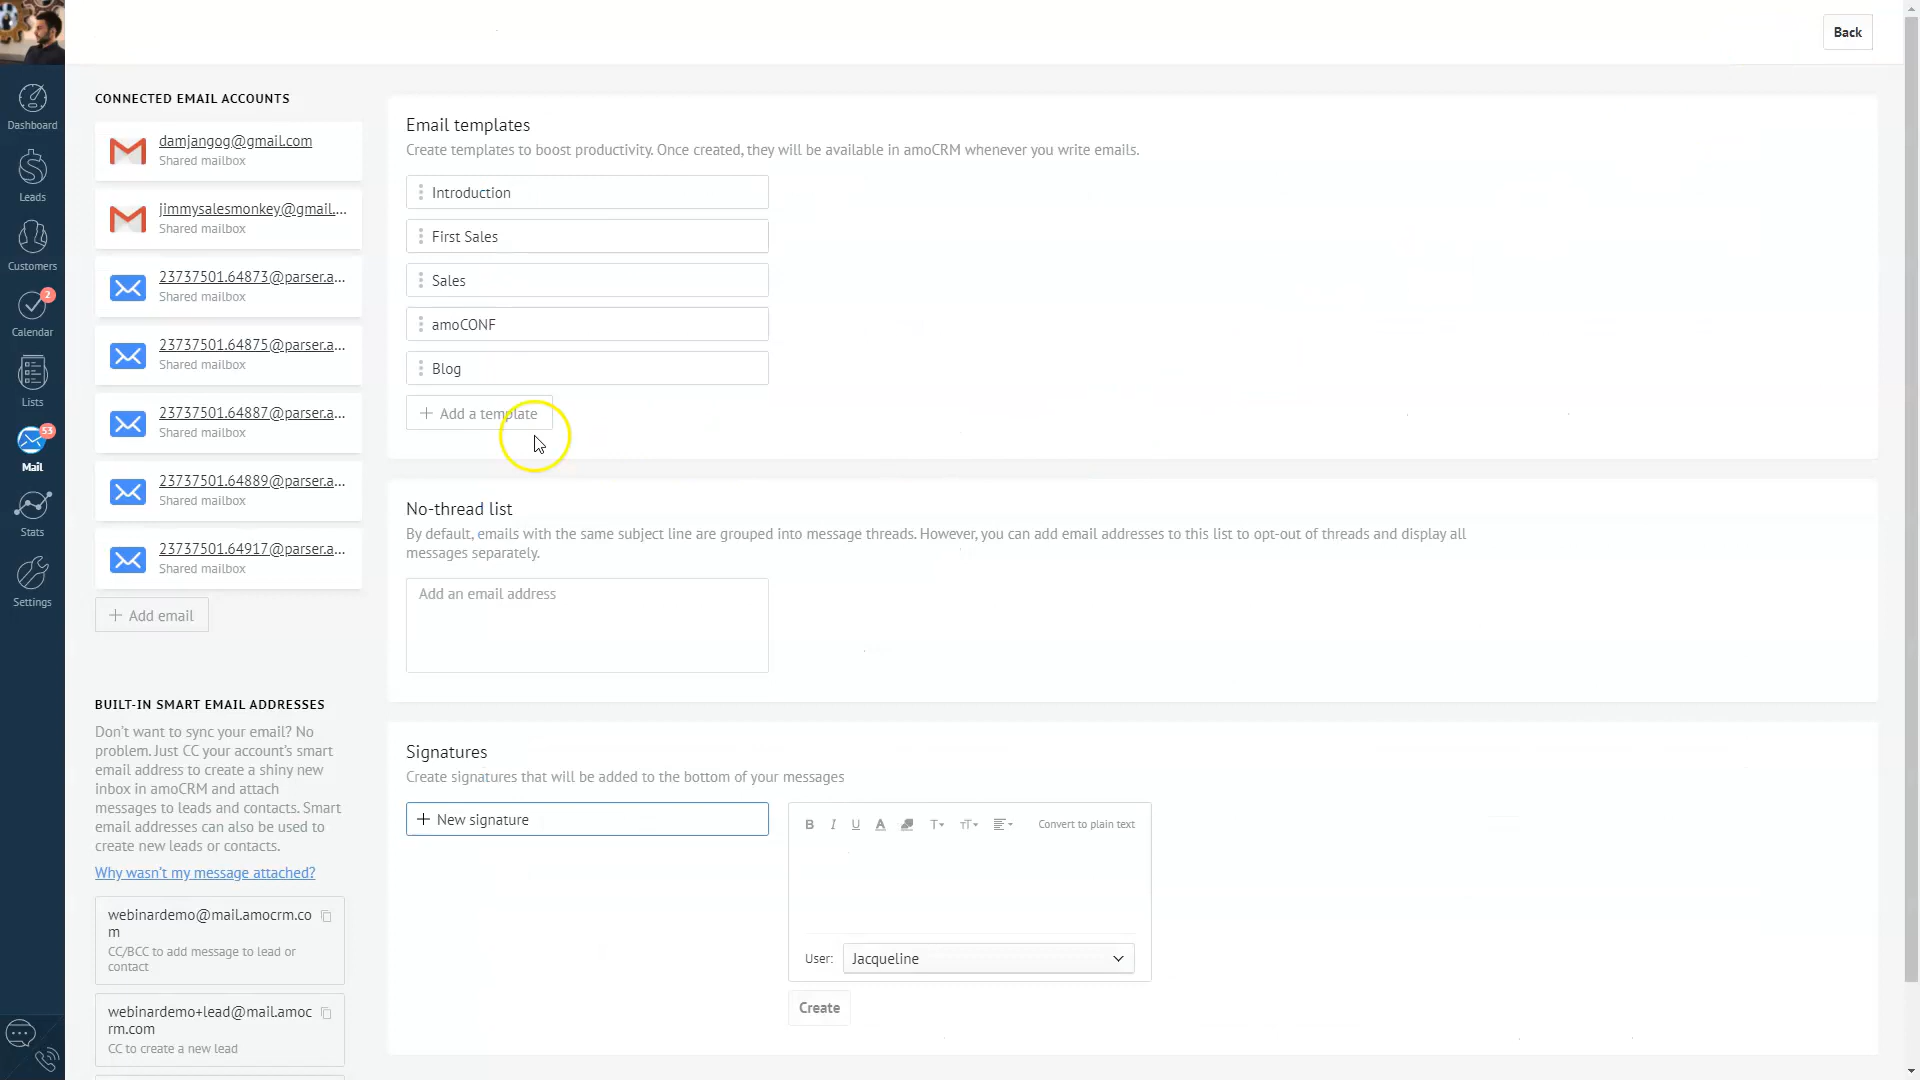 Back
Dashboard
Leads
Customers
2
Calendar
Lists
53
Mail
Stats
Settings
CONNECTED EMAIL ACCOUNTS
damjangog@gmail.com
Shared mailbox
jimmysalesmonkey@gmail....
Shared mailbox
23737501.64873@parser.a...
Shared mailbox
23737501.64875@parser.a...
Shared mailbox
23737501.64887@parser.a...
Shared mailbox
23737501.64889@parser.a...
Shared mailbox
23737501.64917@parser.a...
Shared mailbox
+ Add email
BUILT-IN SMART EMAIL ADDRESSES
Don't want to sync your email? No
problem. Just CC your account's smart
email address to create a shiny new
inbox in amoCRM and attach
messages to leads and contacts. Smart
email addresses can also be used to
create new leads or contacts.
Why wasn't my message attached?
webinardemo@mail.amocrm.co
m
CC/BCC to add message to lead or
contact
webinardemo+lead@mail.amoc
rm.com
CC to create a new lead
Email templates
Create templates to boost productivity. Once created, they will be available in amoCRM whenever you write emails.
Introduction
First Sales
Sales
amoCONF
Blog
+ Add a template
No-thread list
By default, emails with the same subject line are grouped into message threads. However, you can add email addresses to this list to opt-out of threads and display all
messages separately.
Add an email address
Signatures
Create signatures that will be added to the bottom of your messages
+ New signature
B I U A T TT Convert to plain text
User: Jacqueline
Create